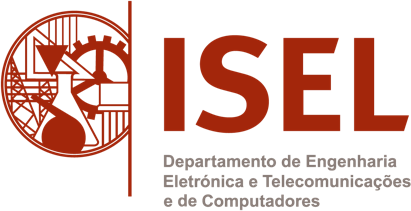 ISEL
Departamento de Engenharia
Eletrónica e Telecomunicações
e de Computadores